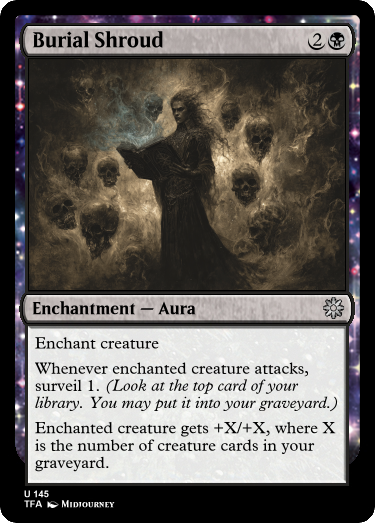 Burial Shroud 2
Enchantment — Aura
Enchant creature
Whenever enchanted creature attacks,
surveil 1. (Look at the top card of your
library. You may put it into your graveyard.)
Enchanted creature gets +X/+X, where X
is the number of creature cards in your
graveyard.
U 145
TFA Midjourney